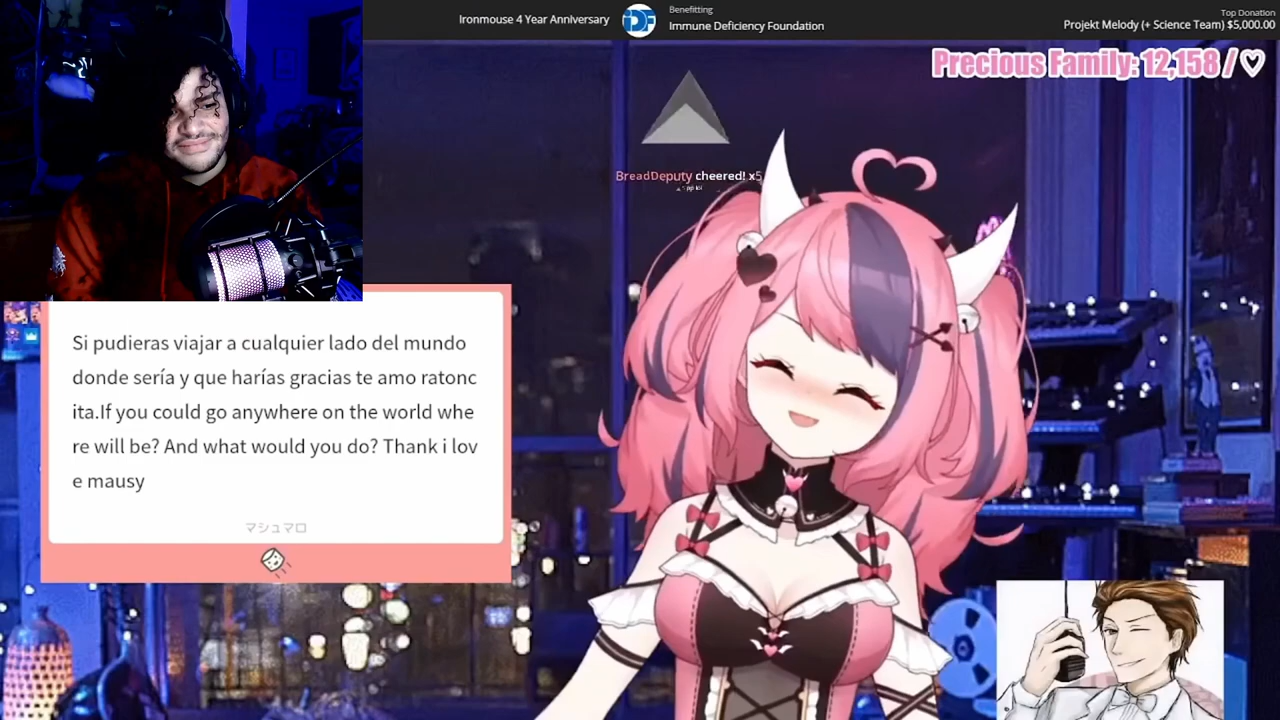 Ironmouse 4 Year Anniversary
Benefitting
Immune Deficiency Foundation
Top Donation
Projekt Melody (+ Science Team) $5,000.00
Precious Family: 12,158 / ♡
BreadDeputy cheered! x5
Si pudieras viajar a cualquier lado del mundo
donde sería y que harías gracias te amo ratonc
ita.If you could go anywhere on the world whe
re will be? And what would you do? Thank i lov
e mausy
マシュマロ